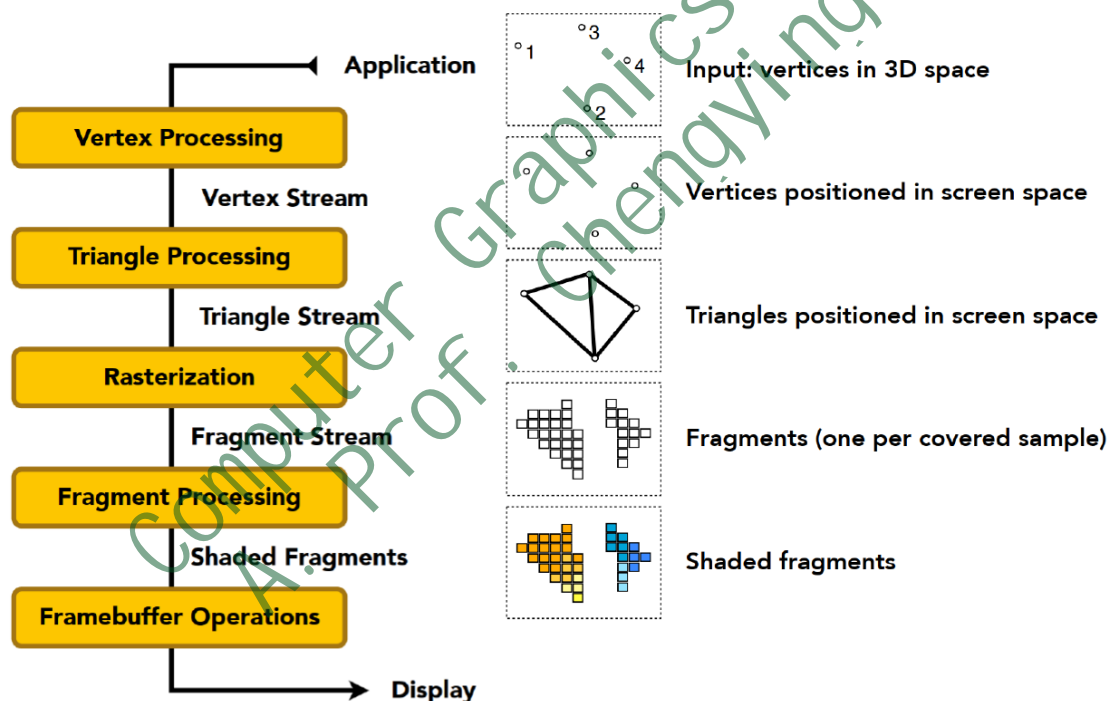 Application
1
3
4
2
Input: vertices in 3D space
Vertex Processing
Vertex Stream
Vertices positioned in screen space
Triangle Processing
Triangle Stream
Triangles positioned in screen space
Rasterization
Fragment Stream
Fragments (one per covered sample)
Fragment Processing
Shaded Fragments
Shaded fragments
Framebuffer Operations
Display
Computer Graphics
A. Prof. Chengying